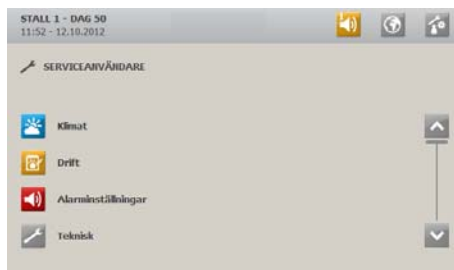 STALL 1 - DAG 50
11:52 - 12.10.2012
SERVICEANVÄNDARE
Klimat
Drift
Alarminställningar
Teknisk